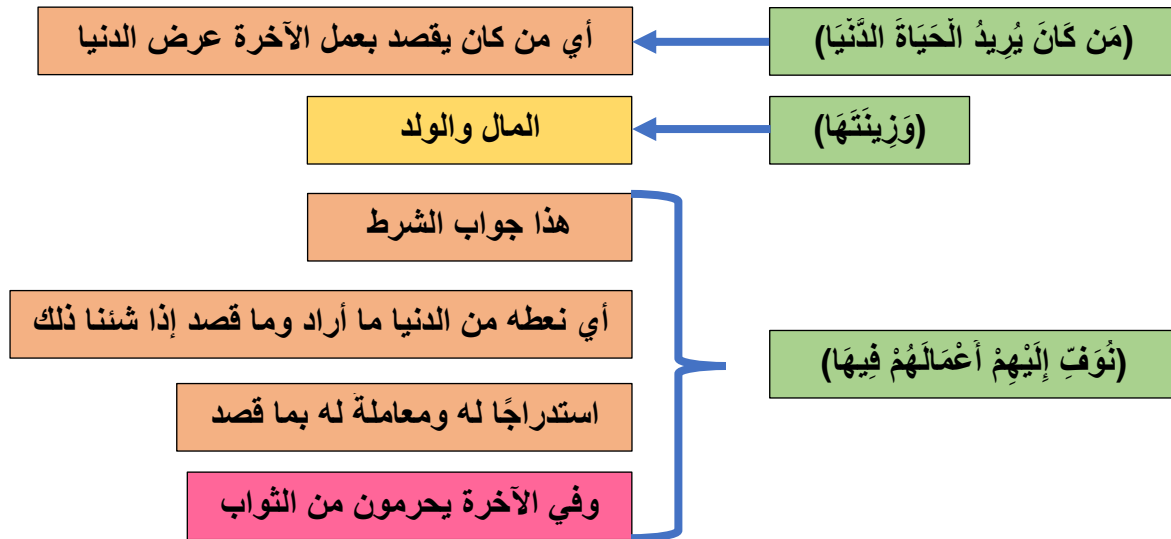 (مَن كَانَ يُرِيدُ الْحَيَاةَ الدُّنْيَا)
أي من كان يقصد بعمل الآخرة عرض الدنيا
(وَزِينَتَهَا)
المال والولد
(نُوَفِّ إِلَيْهِمْ أَعْمَالَهُمْ فِيهَا)
هذا جواب الشرط
أي نعطه من الدنيا ما أراد وما قصد إذا شئنا ذلك
استدراجًا له ومعاملةً له بما قصد
وفي الآخرة يحرمون من الثواب